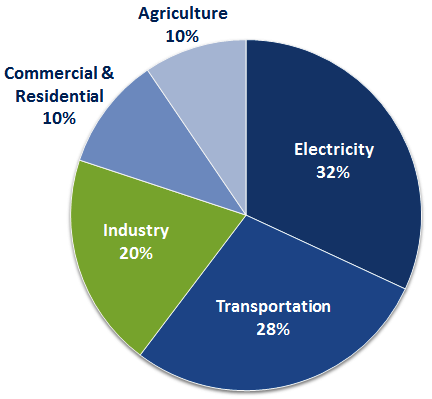 Agriculture
10%
Commercial &
Residential
10%
Electricity
32%
Industry
20%
Transportation
28%